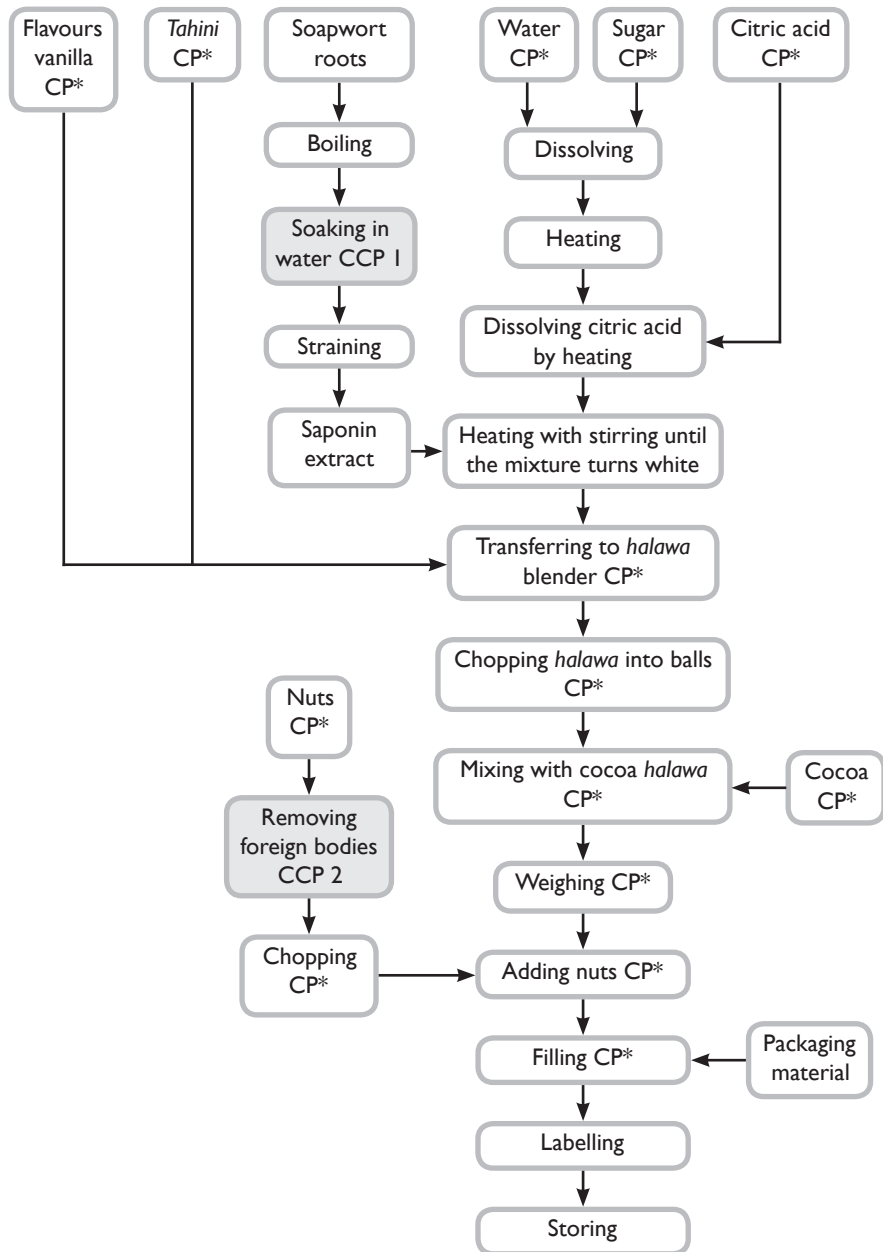 Flavours
vanilla
CP*
Tahini
CP*
Soapwort
roots
Water
CP*
Sugar
CP*
Citric acid
CP*
Boiling
Dissolving
Soaking in
water CCP 1
Heating
Straining
Dissolving citric acid
by heating
Saponin
extract
Heating with stirring until
the mixture turns white
Transferring to halawa
blender CP*
Chopping halawa into balls
CP*
Nuts
CP*
Mixing with cocoa halawa
CP*
Cocoa
CP*
Removing
foreign bodies
CCP 2
Weighing CP*
Chopping
CP*
Adding nuts CP*
Filling CP*
Packaging
material
Labelling
Storing